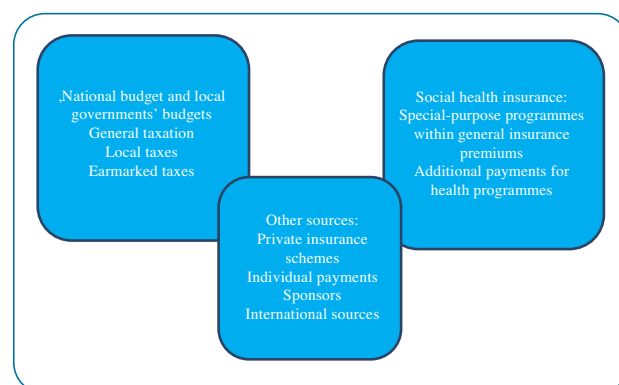 ,National budget and local
governments’ budgets
General taxation
Local taxes
Earmarked taxes
Social health insurance:
Special-purpose programmes
within general insurance
premiums
Additional payments for
health programmes
Other sources:
Private insurance
schemes
Individual payments
Sponsors
International sources